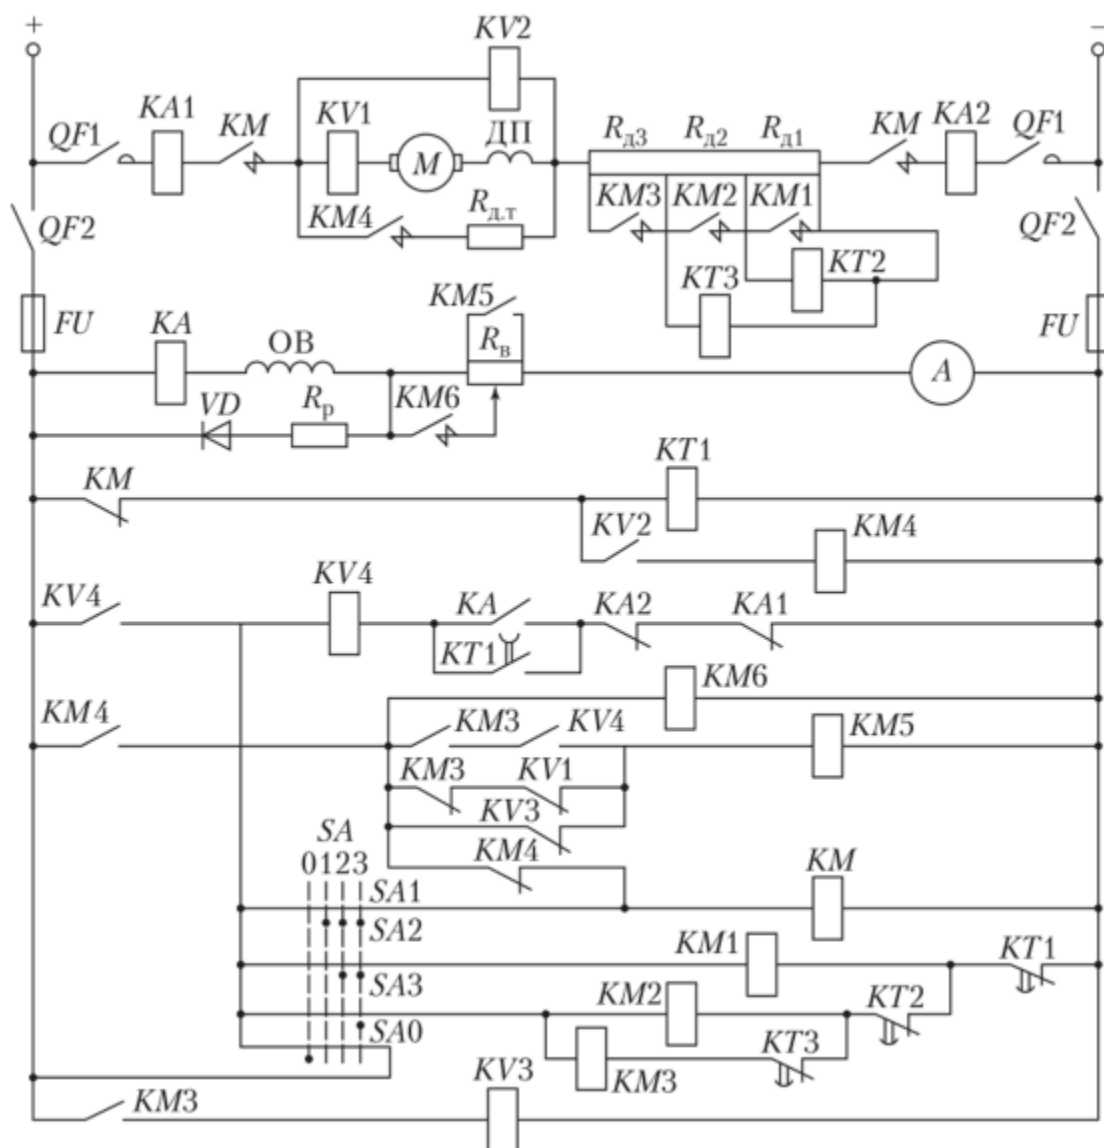 +
−
KV2
QF1
KA1
KM
KV1
M
ДП
Rд3
Rд2
Rд1
KM
KA2
QF1
KM4
Rд.т
KM3
KM2
KM1
QF2
QF2
KT3
KT2
FU
KA
ОВ
KM5
Rв
A
FU
VD
Rр
KM6
KM
KT1
KV2
KM4
KV4
KV4
KA
KA2
KA1
KT1
KM6
KM4
KM3
KV4
KM5
KM3
KV1
KV3
SA
KM4
KM
0123
SA1
SA2
KM1
KT1
SA3
KM2
KT2
SA0
KT3
KM3
KV3
KM3